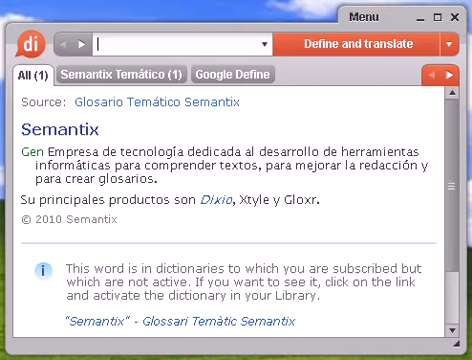 Menu
di
Define and translate
All (1) Semantix Temático (1) Google Define
Source: Glosario Temático Semantix
Semantix
Gen Empresa de tecnología dedicada al desarrollo de herramientas
informáticas para comprender textos, para mejorar la redacción y
para crear glosarios.
Su principales productos son Dixio, Xtyle y Gloxr.
© 2010 Semantix
i
This word is in dictionaries to which you are subscribed but
which are not active. If you want to see it, click on the link
and activate the dictionary in your Library.
"Semantix" - Glossari Temàtic Semantix